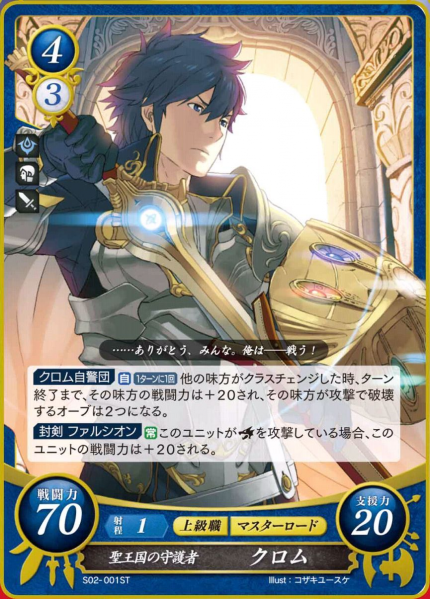 4
3
……ありがとう、みんな。俺は――戦う！
クロム自警団 自 1ターンに1回 他の味方がクラスチェンジした時、ターン
終了まで、その味方の戦闘力は＋20され、その味方が攻撃で破壊
するオーブは2つになる。
封剣 ファルシオン 常 このユニットが を攻撃している場合、この
ユニットの戦闘力は＋20される。
戦闘力
70
射程 1
上級職
マスターロード
支援力
20
聖王国の守護者 クロム
S02-001ST
Illust：コザキユースケ